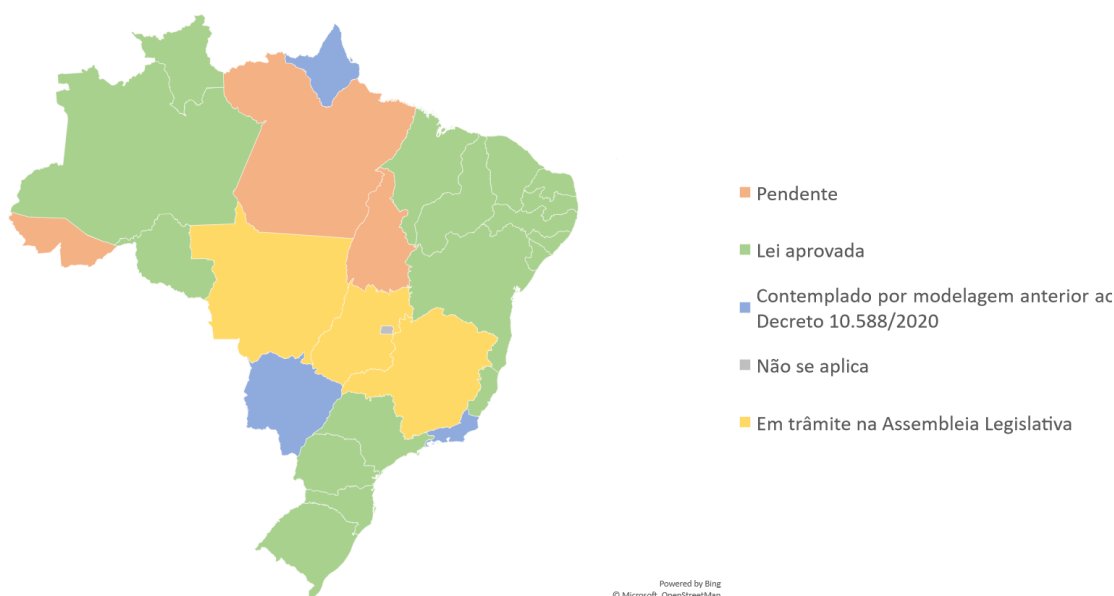 Pendente
Lei aprovada
Contemplado por modelagem anterior ao
Decreto 10.588/2020
Não se aplica
Em trâmite na Assembleia Legislativa
Powered by Bing
© Microsoft, OpenStreetMap